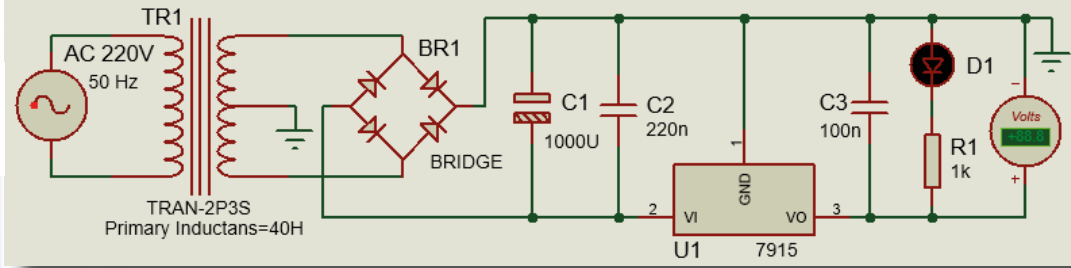 TR1
AC 220V
50 Hz
TRAN-2P3S
Primary Inductans=40H
BR1
BRIDGE
C1
1000U
C2
220n
1
GND
2
VI
VO
3
U1
7915
C3
100n
D1
R1
1k
Volts
+88.8